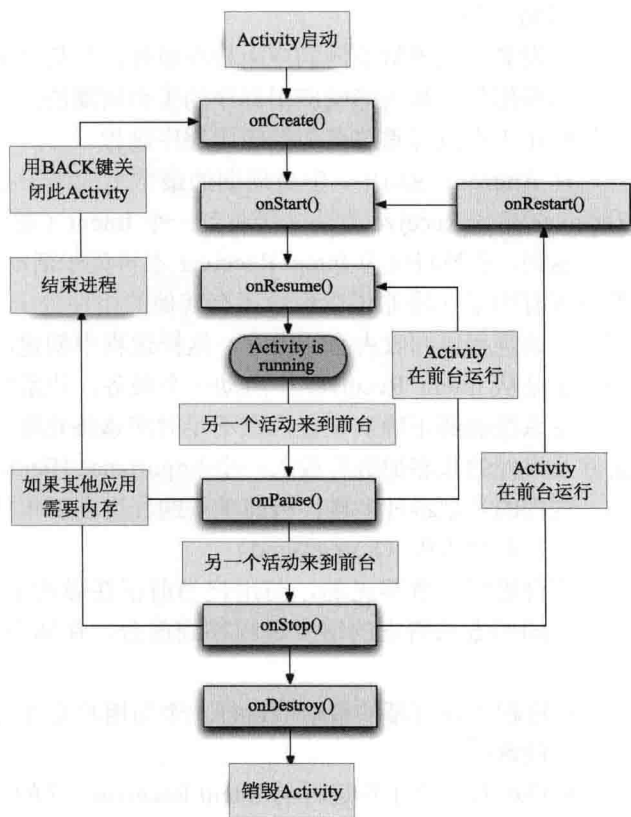 Activity启动
onCreate()
用BACK键关
闭此Activity
onStart()
onRestart()
结束进程
onResume()
Activity is
running
Activity
在前台运行
另一个活动来到前台
如果其他应用
需要内存
onPause()
Activity
在前台运行
另一个活动来到前台
onStop()
onDestroy()
销毁Activity